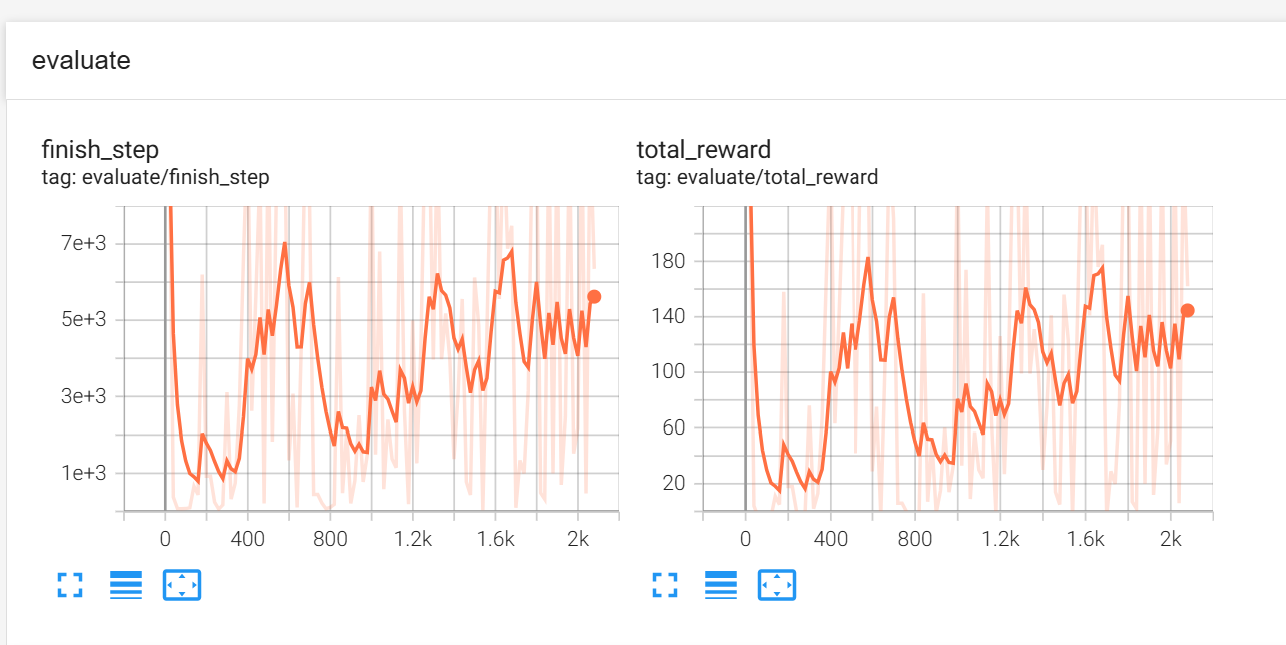 evaluate
finish_step
tag: evaluate/finish_step
7e+3
5e+3
3e+3
1e+3
0 400 800 1.2k 1.6k 2k
total_reward
tag: evaluate/total_reward
180
140
100
60
20
0 400 800 1.2k 1.6k 2k